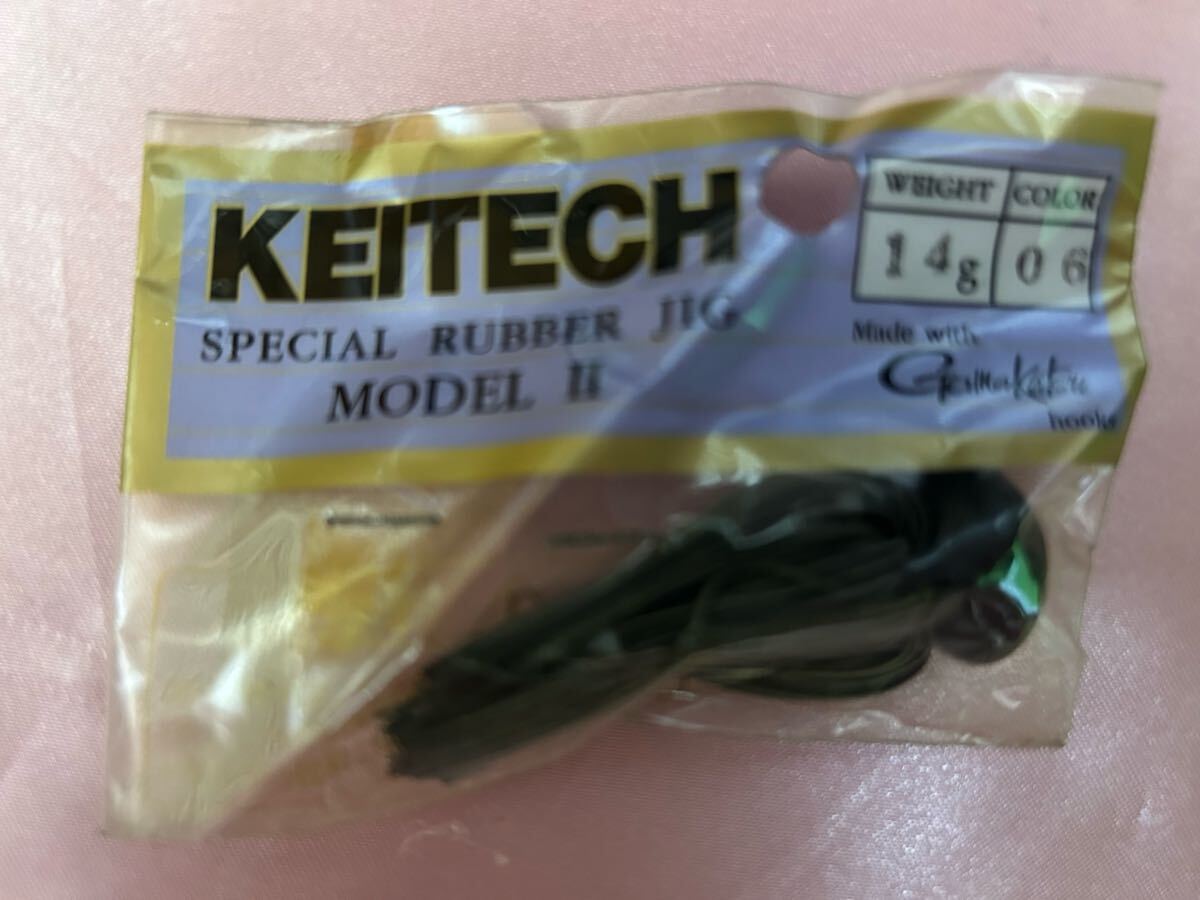 KEITECH
SPECIAL RUBBER JIG
MODEL II
WEIGHT COLOR
14g 06
Made with
Gamakatsu
hooks